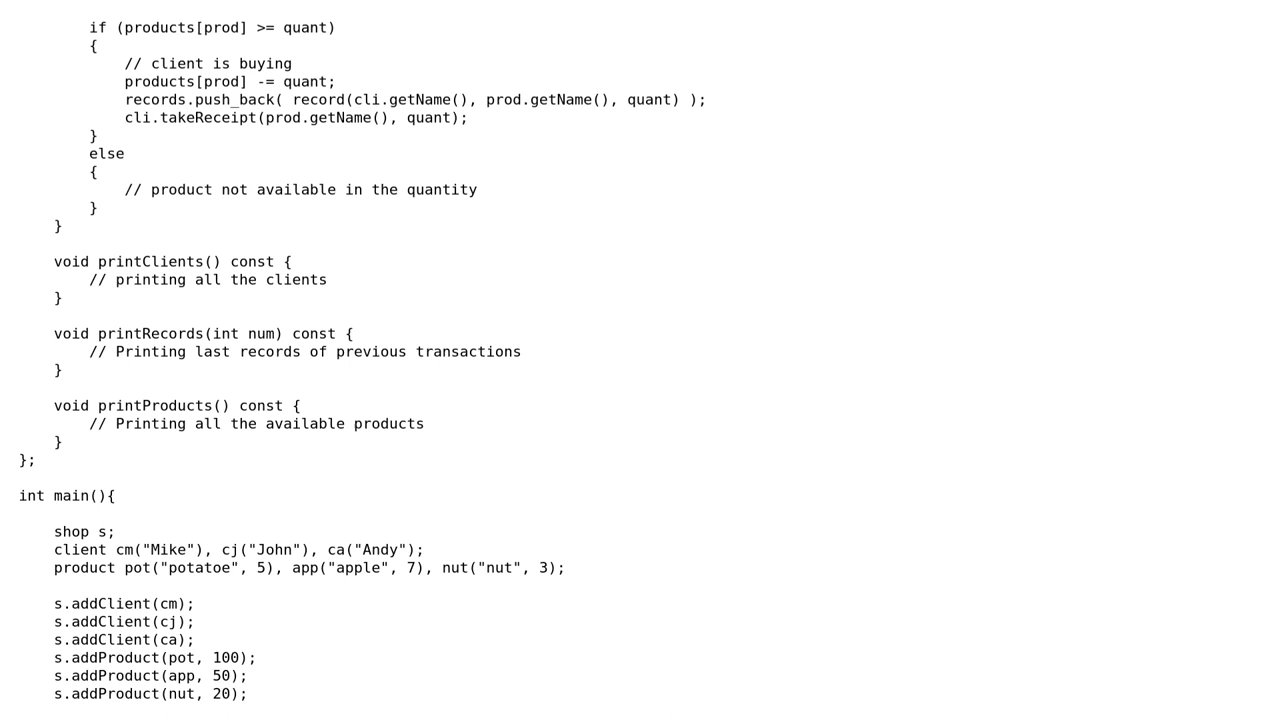 if (products[prod] >= quant)
        {
            // client is buying
            products[prod] -= quant;
            records.push_back( record(cli.getName(), prod.getName(), quant) );
            cli.takeReceipt(prod.getName(), quant);
        }
        else
        {
            // product not available in the quantity
        }
    }

    void printClients() const {
        // printing all the clients
    }

    void printRecords(int num) const {
        // Printing last records of previous transactions
    }

    void printProducts() const {
        // Printing all the available products
    }
};

int main(){

    shop s;
    client cm("Mike"), cj("John"), ca("Andy");
    product pot("potatoe", 5), app("apple", 7), nut("nut", 3);

    s.addClient(cm);
    s.addClient(cj);
    s.addClient(ca);
    s.addProduct(pot, 100);
    s.addProduct(app, 50);
    s.addProduct(nut, 20);